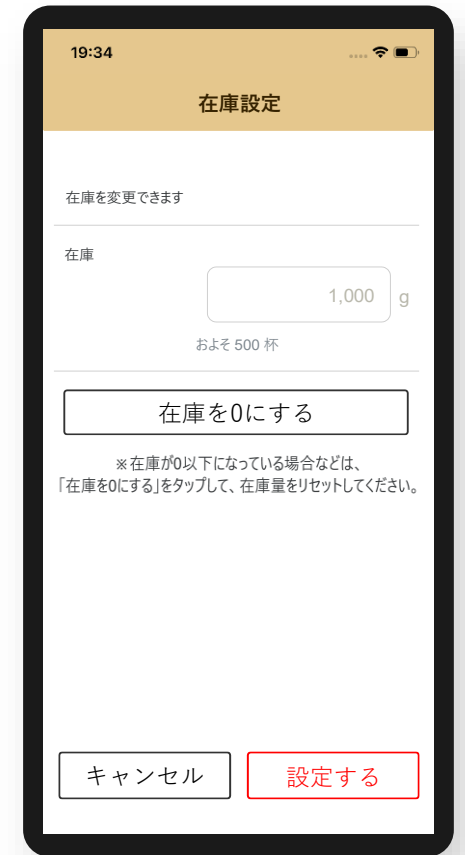 19:34
在庫設定
在庫を変更できます
在庫
1,000 g
およそ 500 杯
在庫を0にする
※在庫が0以下になっている場合などは、
「在庫を0にする」をタップして、在庫量をリセットしてください。
キャンセル
設定する